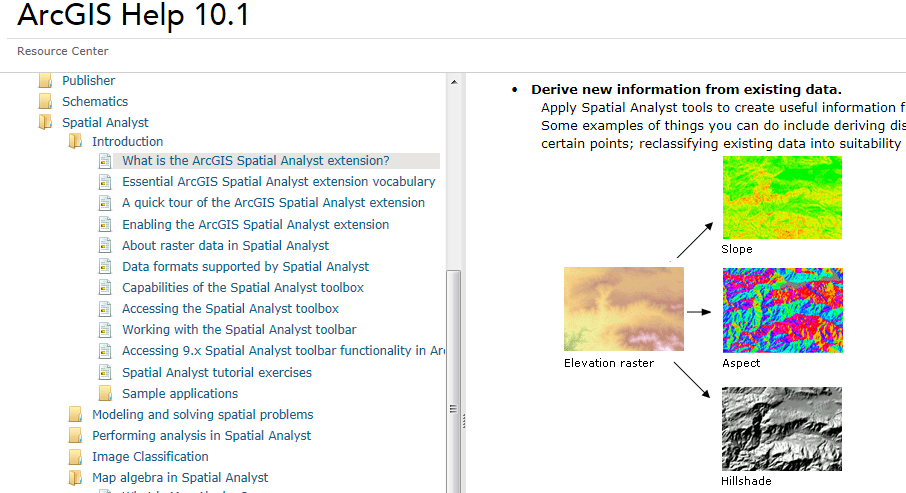 ArcGIS Help 10.1
Resource Center
Publisher
Schematics
Spatial Analyst
Introduction
What is the ArcGIS Spatial Analyst extension?
Essential ArcGIS Spatial Analyst extension vocabulary
A quick tour of the ArcGIS Spatial Analyst extension
Enabling the ArcGIS Spatial Analyst extension
About raster data in Spatial Analyst
Data formats supported by Spatial Analyst
Capabilities of the Spatial Analyst toolbox
Accessing the Spatial Analyst toolbox
Working with the Spatial Analyst toolbar
Accessing 9.x Spatial Analyst toolbar functionality in Arc
Spatial Analyst tutorial exercises
Sample applications
Modeling and solving spatial problems
Performing analysis in Spatial Analyst
Image Classification
Map algebra in Spatial Analyst
• Derive new information from existing data.
Apply Spatial Analyst tools to create useful information f
Some examples of things you can do include deriving dis
certain points; reclassifying existing data into suitability
Slope
Elevation raster
Aspect
Hillshade